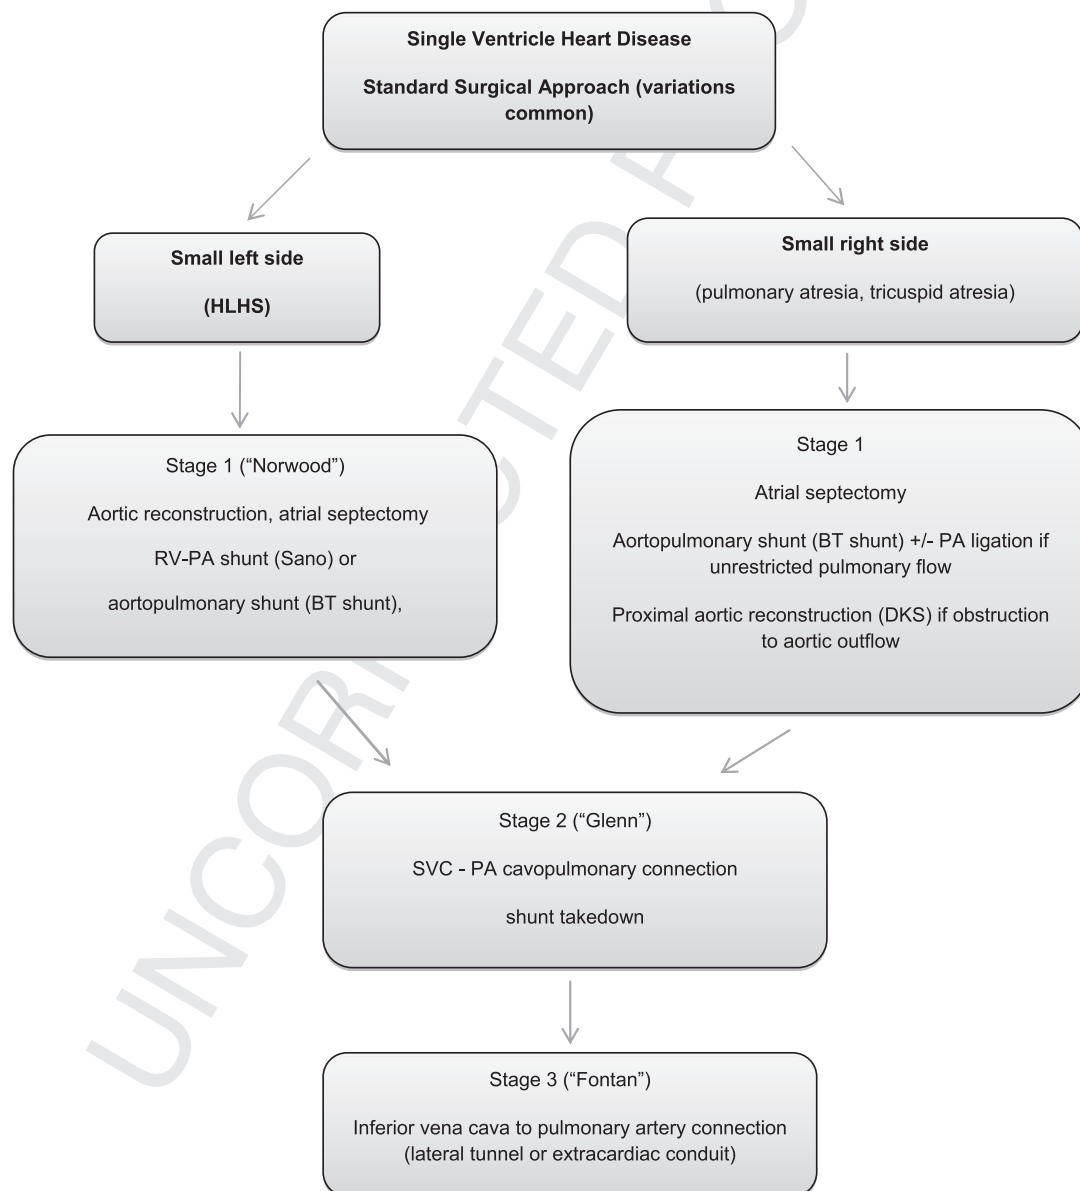 Single Ventricle Heart Disease
Standard Surgical Approach (variations
common)
Small left side
(HLHS)
Small right side
(pulmonary atresia, tricuspid atresia)
Stage 1 (“Norwood”)
Aortic reconstruction, atrial septectomy
RV-PA shunt (Sano) or
aortopulmonary shunt (BT shunt),
Stage 1
Atrial septectomy
Aortopulmonary shunt (BT shunt) +/- PA ligation if
unrestricted pulmonary flow
Proximal aortic reconstruction (DKS) if obstruction
to aortic outflow
Stage 2 (“Glenn”)
SVC - PA cavopulmonary connection
shunt takedown
Stage 3 (“Fontan”)
Inferior vena cava to pulmonary artery connection
(lateral tunnel or extracardiac conduit)